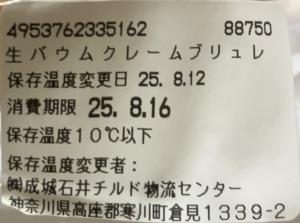 4953762335162 88750
生バウムクレームブリュレ
保存温度変更日 25.8.12
消費期限 25.8.16
保存温度10℃以下
保存温度変更者：
㈱成城石井チルド物流センター
神奈川県高座郡寒川町倉見1339-2